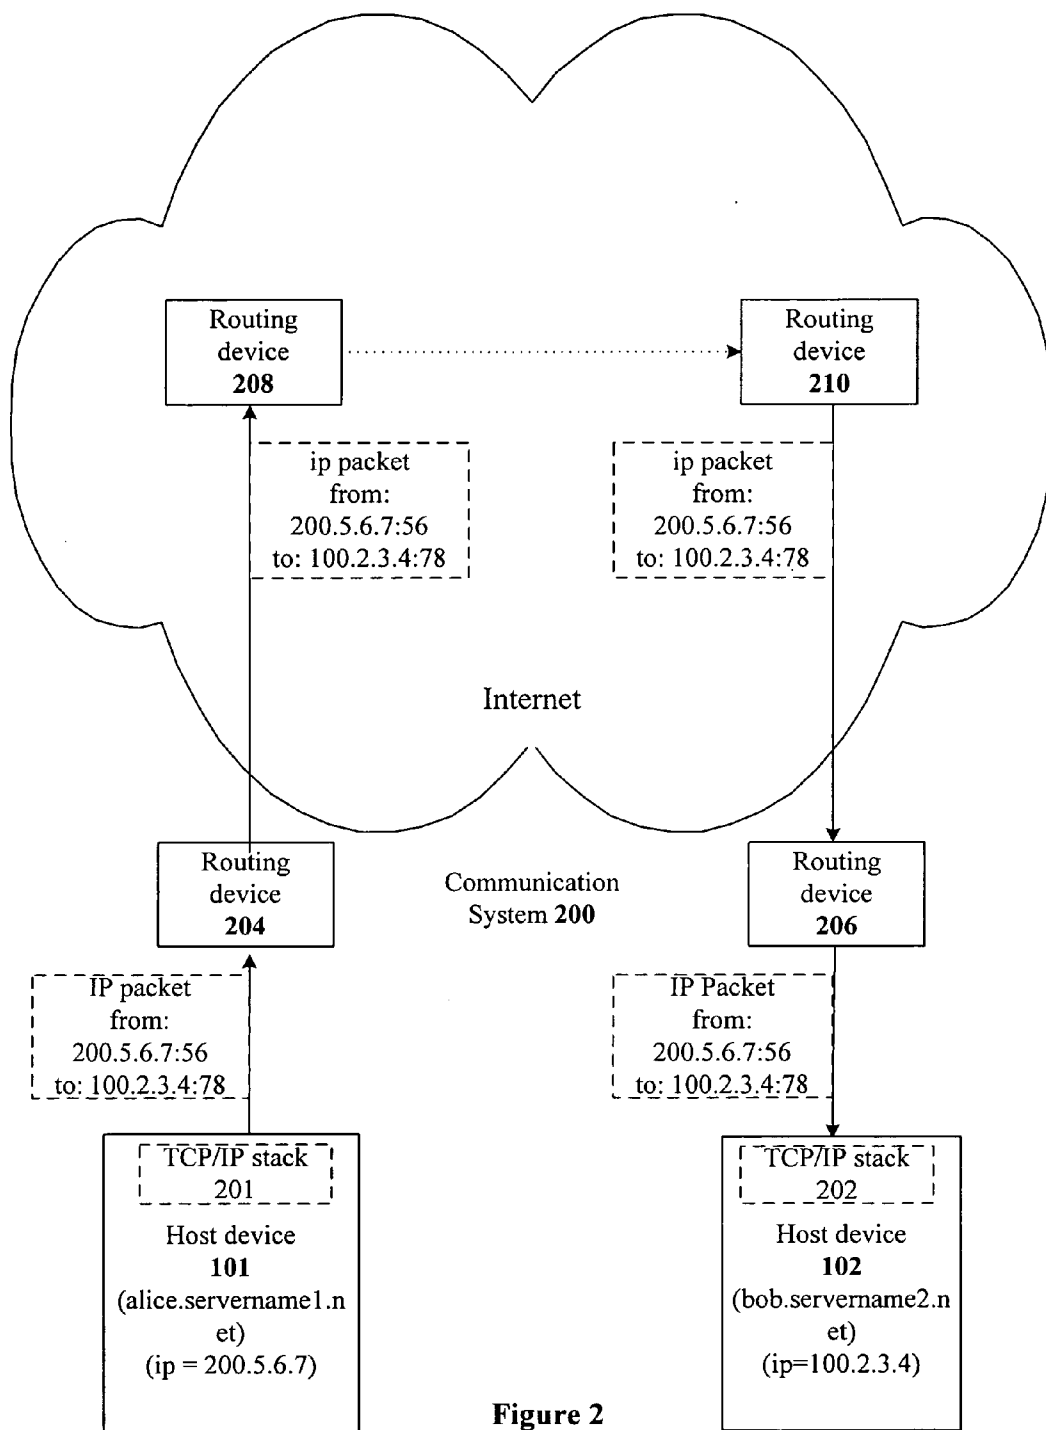 Routing
device
208
Routing
device
210
ip packet
from:
200.5.6.7:56
to: 100.2.3.4:78
ip packet
from:
200.5.6.7:56
to: 100.2.3.4:78
Internet
Routing
device
204
Communication
System 200
Routing
device
206
IP packet
from:
200.5.6.7:56
to: 100.2.3.4:78
IP Packet
from:
200.5.6.7:56
to: 100.2.3.4:78
TCP/IP stack
201
Host device
101
(alice.servername1.n
et)
(ip = 200.5.6.7)
TCP/IP stack
202
Host device
102
(bob.servername2.n
et)
(ip=100.2.3.4)
Figure 2